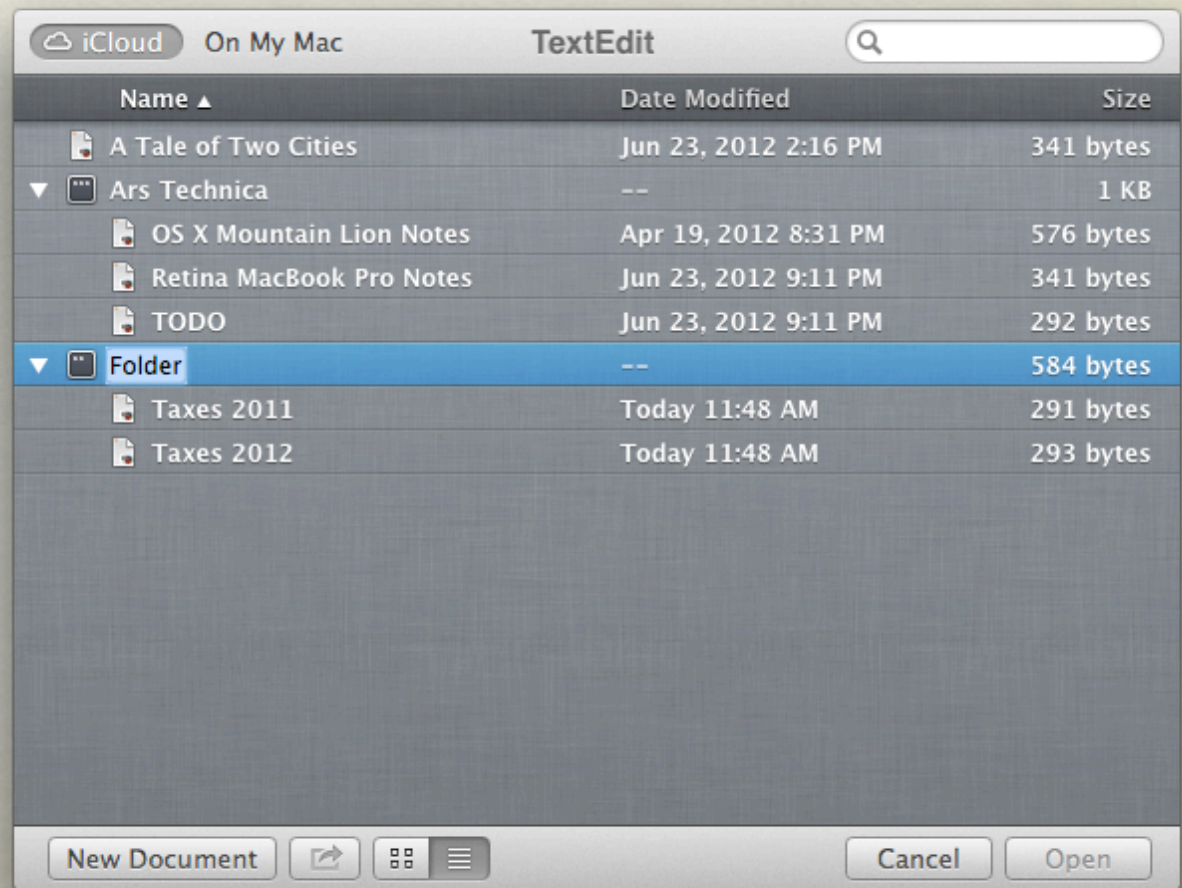 iCloud On My Mac TextEdit
Name ▲ Date Modified Size
A Tale of Two Cities Jun 23, 2012 2:16 PM 341 bytes
Ars Technica -- 1 KB
OS X Mountain Lion Notes Apr 19, 2012 8:31 PM 576 bytes
Retina MacBook Pro Notes Jun 23, 2012 9:11 PM 341 bytes
TODO Jun 23, 2012 9:11 PM 292 bytes
Folder -- 584 bytes
Taxes 2011 Today 11:48 AM 291 bytes
Taxes 2012 Today 11:48 AM 293 bytes
New Document Cancel Open